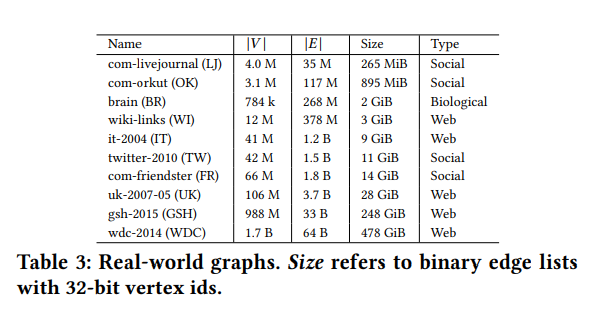 Name |V| |E| Size Type
com-livejournal (LJ) 4.0 M 35 M 265 MiB Social
com-orkut (OK) 3.1 M 117 M 895 MiB Social
brain (BR) 784 k 268 M 2 GiB Biological
wiki-links (WI) 12 M 378 M 3 GiB Web
it-2004 (IT) 41 M 1.2 B 9 GiB Web
twitter-2010 (TW) 42 M 1.5 B 11 GiB Social
com-friendster (FR) 66 M 1.8 B 14 GiB Social
uk-2007-05 (UK) 106 M 3.7 B 28 GiB Web
gsh-2015 (GSH) 988 M 33 B 248 GiB Web
wdc-2014 (WDC) 1.7 B 64 B 478 GiB Web
Table 3: Real-world graphs. Size refers to binary edge lists
with 32-bit vertex ids.